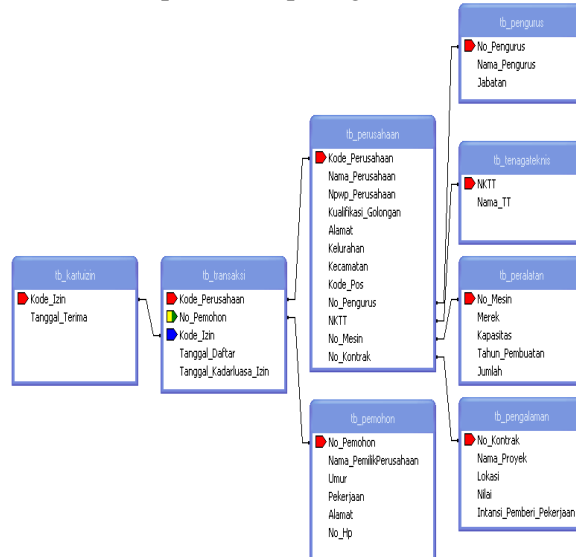 tb_pengurus
No_Pengurus
Nama_Pengurus
Jabatan
tb_perusahaan
Kode_Perusahaan
Nama_Perusahaan
Npwp_Perusahaan
Kualifikasi_Golongan
Alamat
Kelurahan
Kecamatan
Kode_Pos
No_Pengurus
NKTT
No_Mesin
No_Kontrak
tb_tenagateknis
NKTT
Nama_TT
tb_kartuizin
Kode_Izin
Tanggal_Terima
tb_transaksi
Kode_Perusahaan
No_Pemohon
Kode_Izin
Tanggal_Daftar
Tanggal_Kadarluasa_Izin
tb_peralatan
No_Mesin
Merek
Kapasitas
Tahun_Pembuatan
Jumlah
tb_pemohon
No_Pemohon
Nama_PemilikPerusahaan
Umur
Pekerjaan
Alamat
No_Hp
tb_pengalaman
No_Kontrak
Nama_Proyek
Lokasi
Nilai
Intansi_Pemberi_Pekerjaan